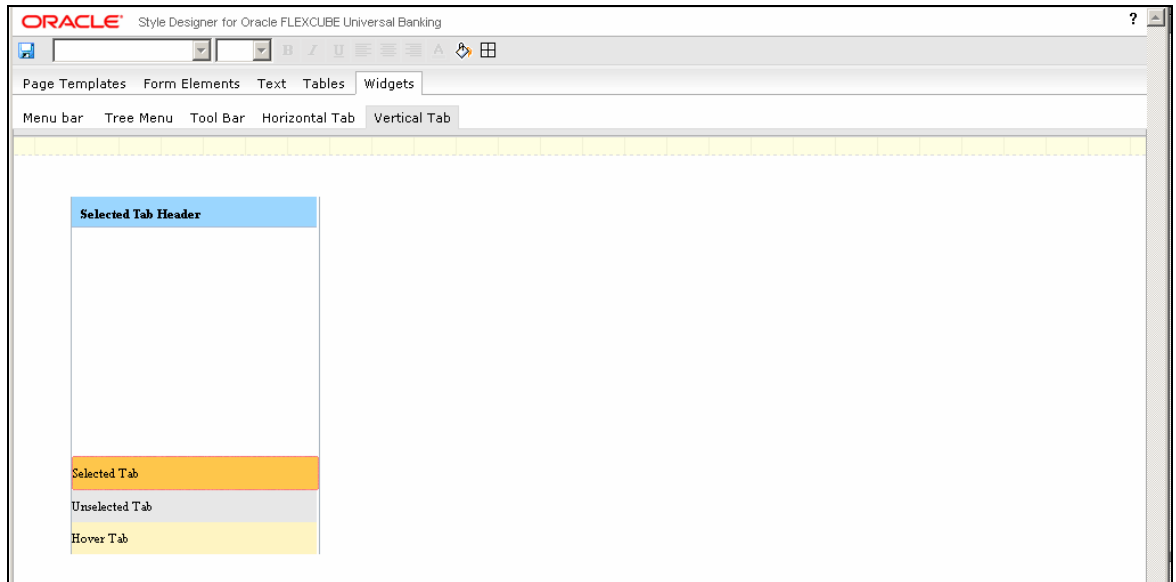 ORACLE® Style Designer for Oracle FLEXCUBE Universal Banking ?
B I U A
Page Templates Form Elements Text Tables Widgets
Menu bar Tree Menu Tool Bar Horizontal Tab Vertical Tab
Selected Tab Header
Selected Tab
Unselected Tab
Hover Tab